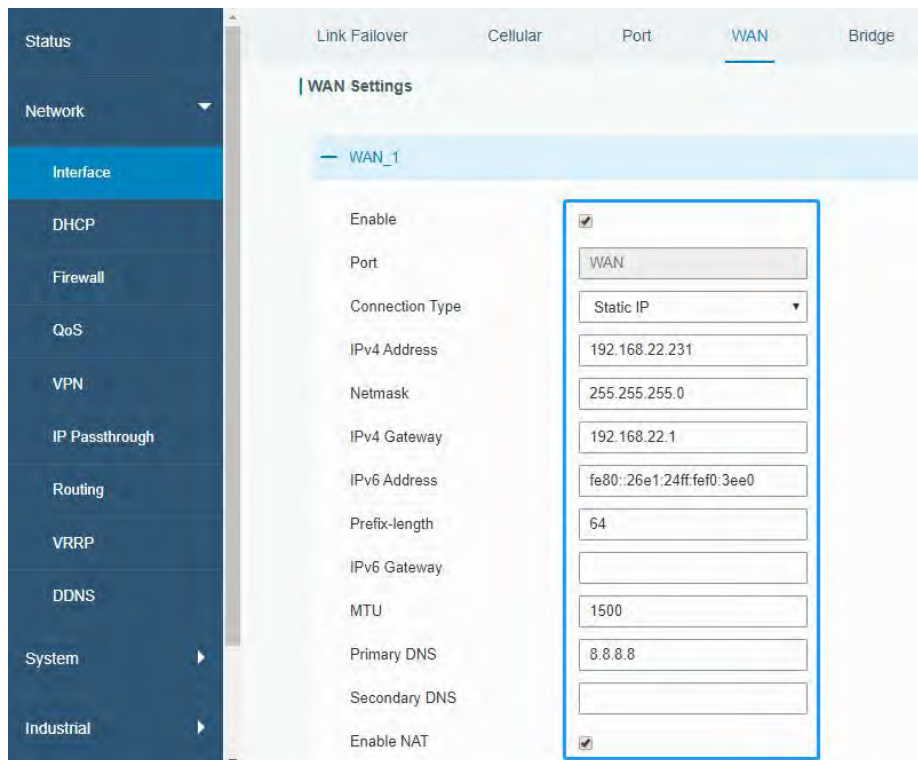 Status
Network
Interface
DHCP
Firewall
QoS
VPN
IP Passthrough
Routing
VRRP
DDNS
System
Industrial
Link Failover Cellular Port WAN Bridge
WAN Settings
WAN_1
Enable
Port WAN
Connection Type Static IP
IPv4 Address 192.168.22.231
Netmask 255.255.255.0
IPv4 Gateway 192.168.22.1
IPv6 Address fe80::26e1:24ff:fef0:3ee0
Prefix-length 64
IPv6 Gateway
MTU 1500
Primary DNS 8.8.8.8
Secondary DNS
Enable NAT